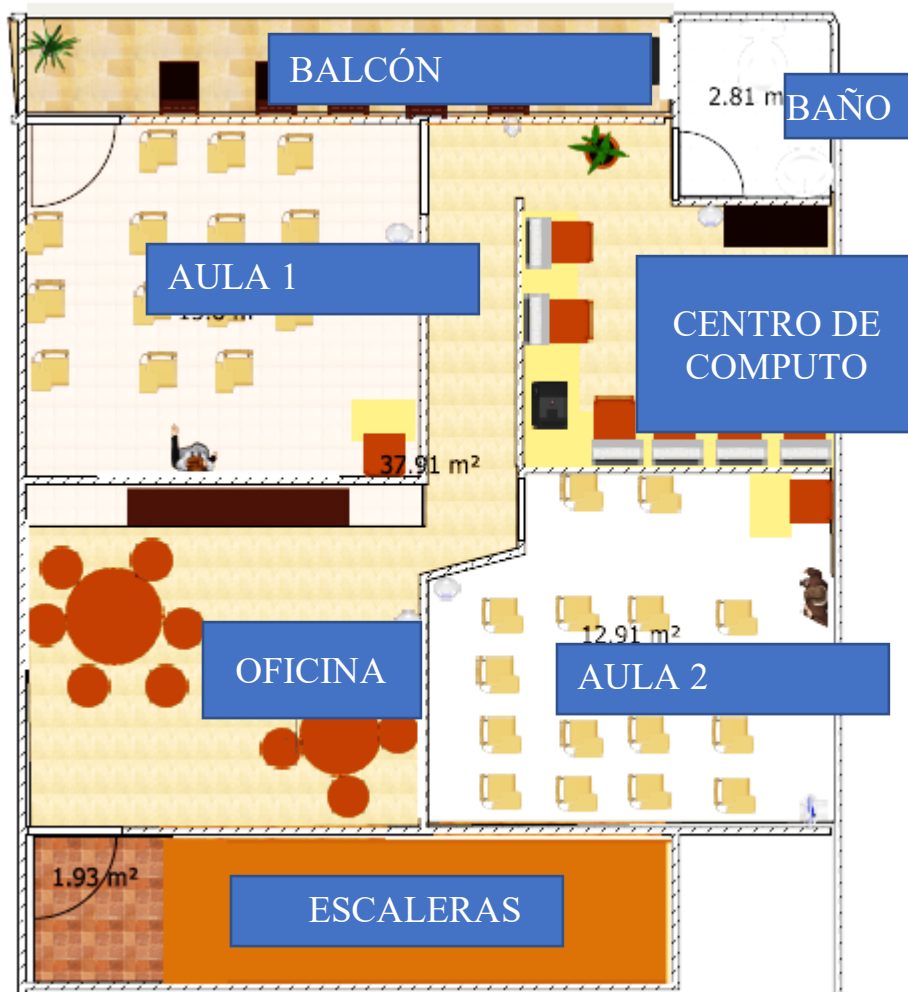 BALCÓN
2.81 m
BAÑO
AULA 1
CENTRO DE
COMPUTO
37.91 m²
12.91 m²
OFICINA
AULA 2
1.93 m²
ESCALERAS